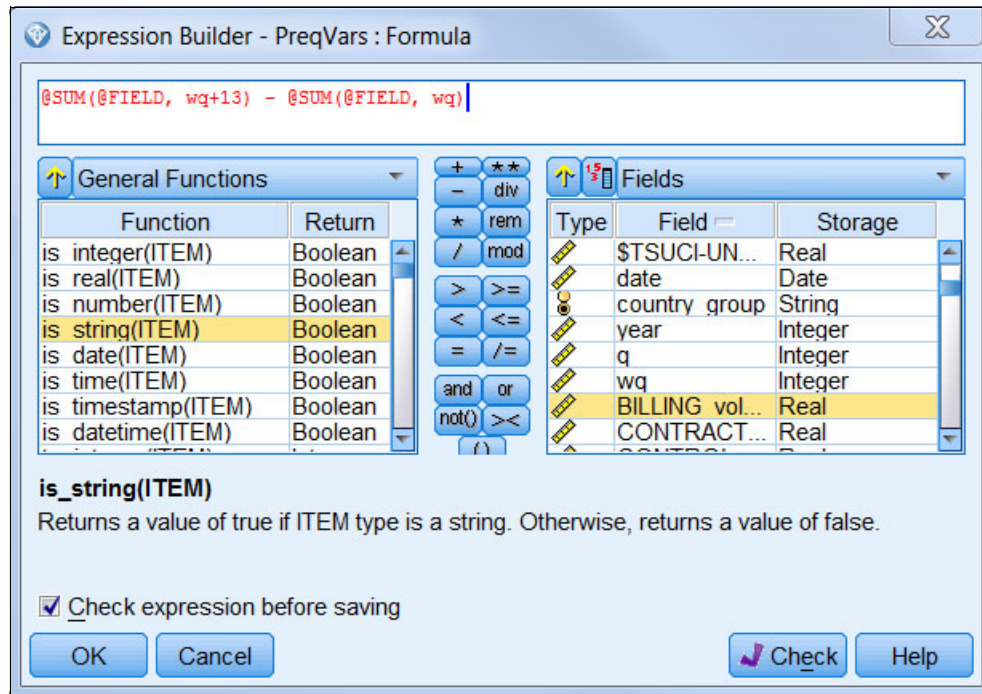 Expression Builder - PreqVars : Formula
@SUM(@FIELD, wq+13) - @SUM(@FIELD, wq)
General Functions
Function Return
is_integer(ITEM) Boolean
is_real(ITEM) Boolean
is_number(ITEM) Boolean
is_string(ITEM) Boolean
is_date(ITEM) Boolean
is_time(ITEM) Boolean
is_timestamp(ITEM) Boolean
is_datetime(ITEM) Boolean
+ **
- div
* rem
/ mod
> >=
< <=
= /=
and or
not() ><
()
Fields
Type Field Storage
$TSUCI-UN... Real
date Date
country_group String
year Integer
q Integer
wq Integer
BILLING_vol... Real
CONTRACT... Real
is_string(ITEM)
Returns a value of true if ITEM type is a string. Otherwise, returns a value of false.
Check expression before saving
OK Cancel Check Help